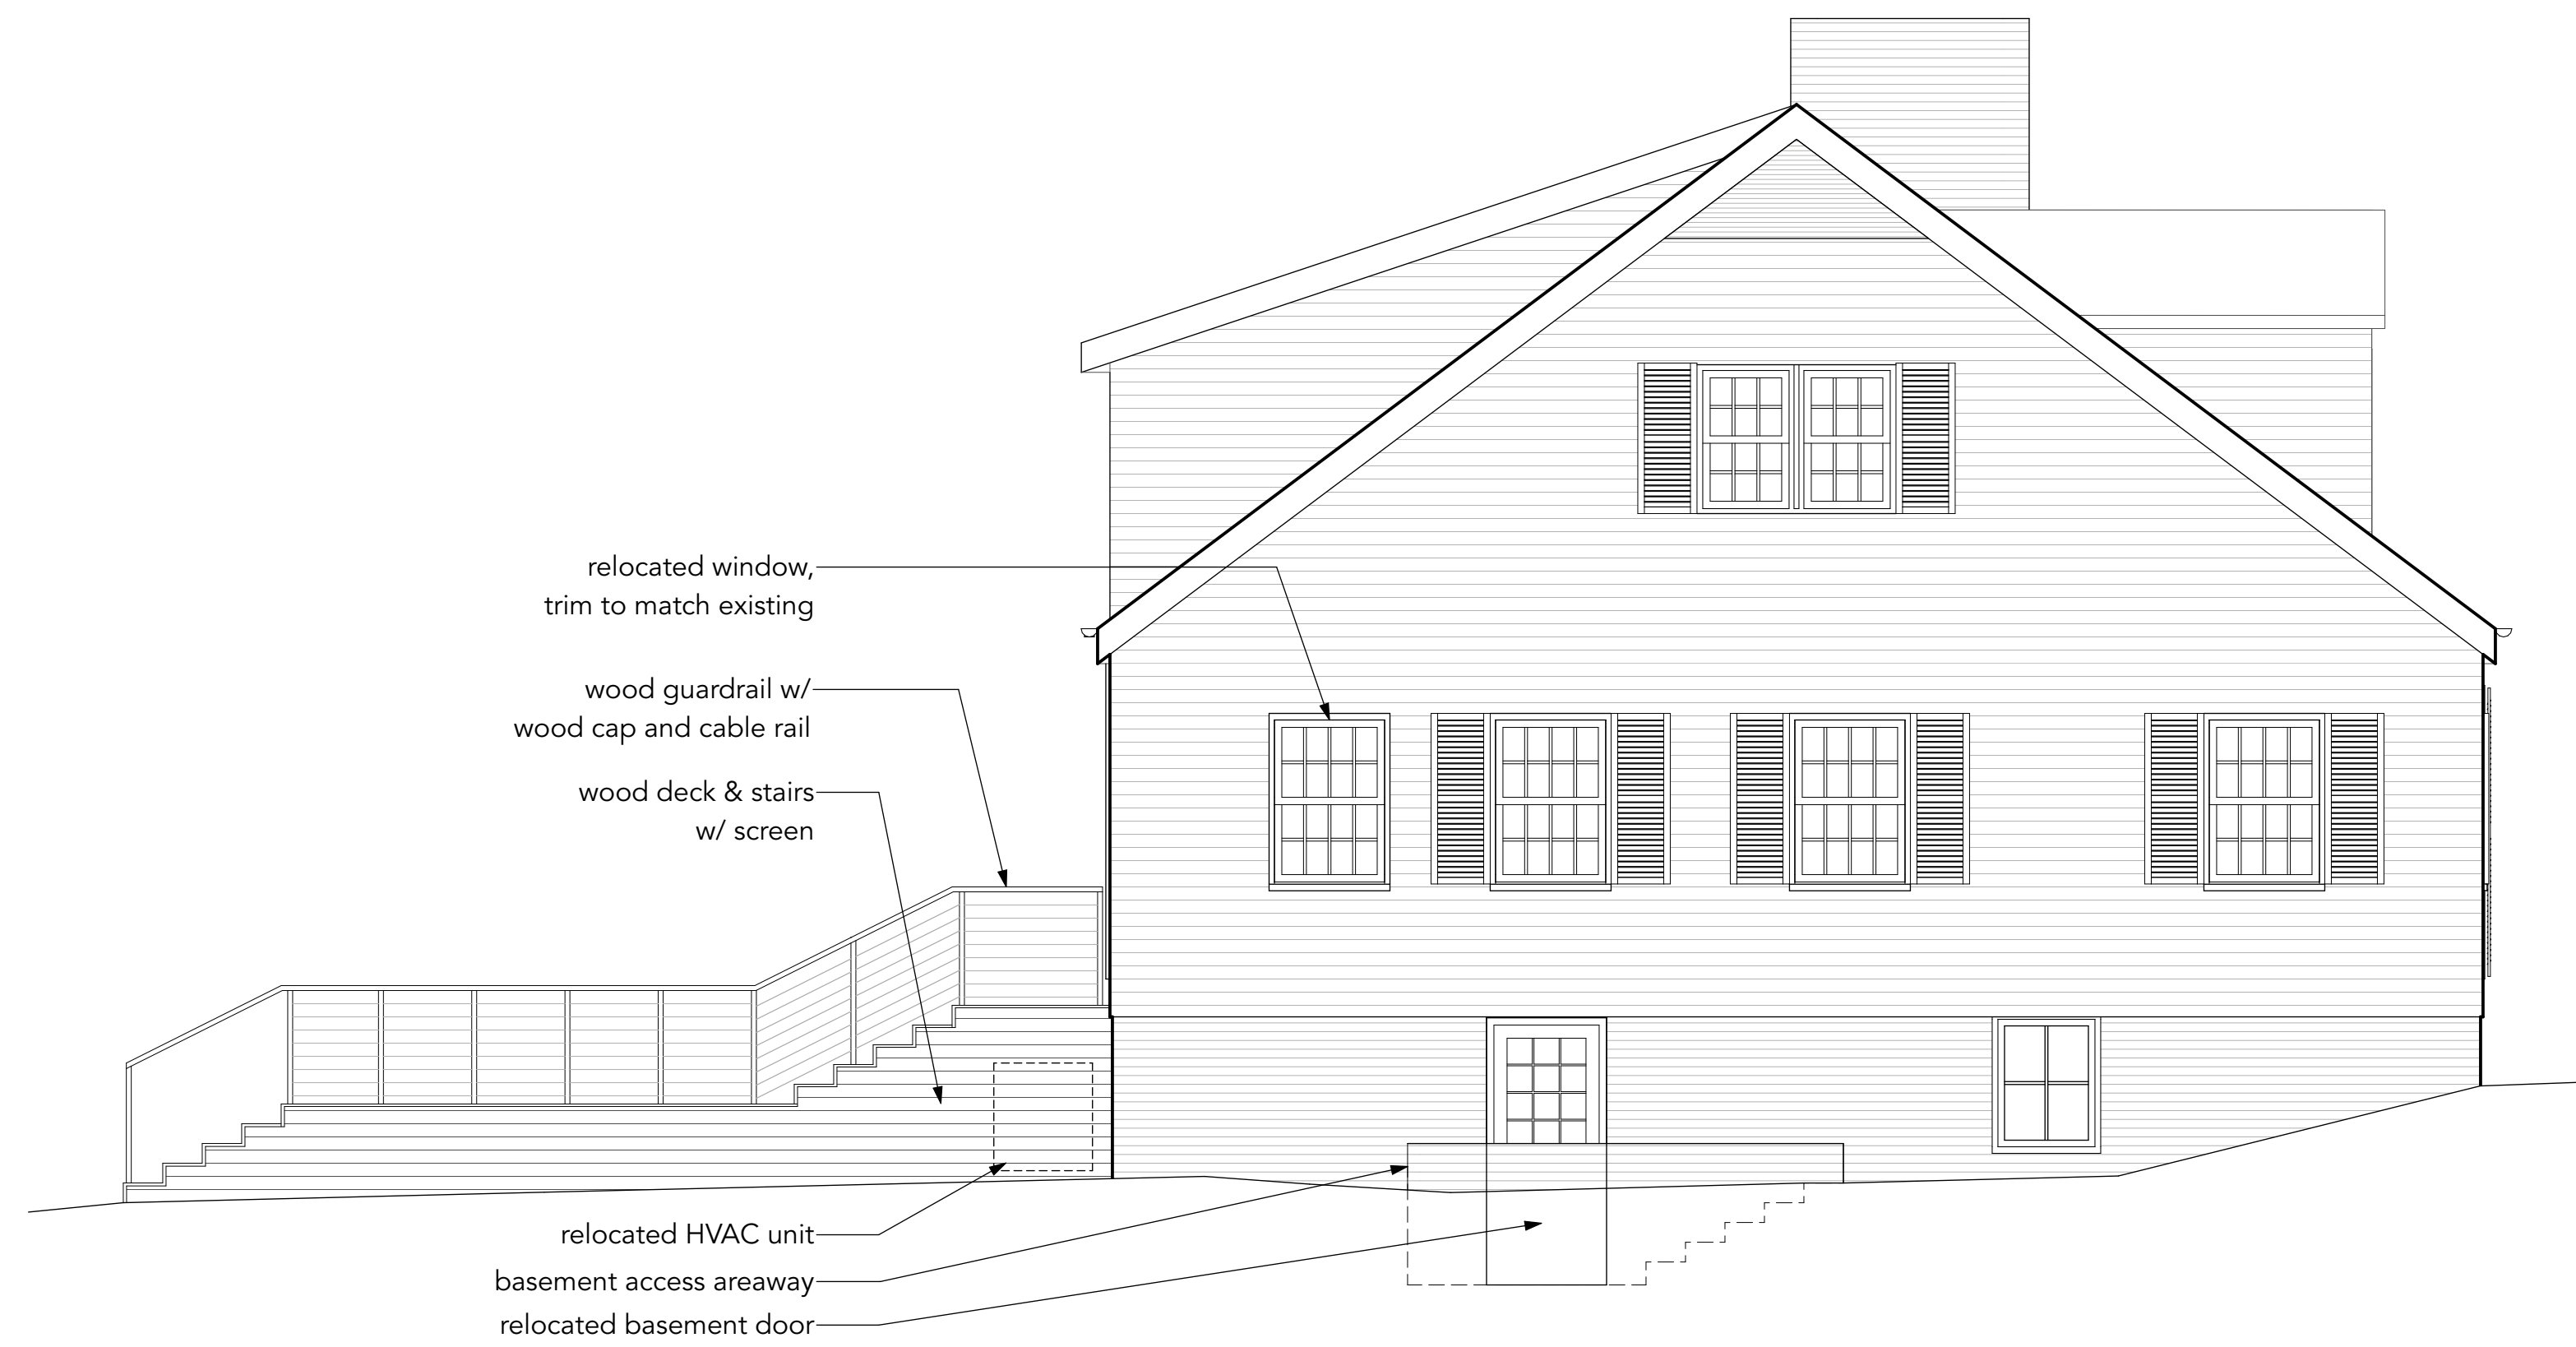 relocated window,
trim to match existing
wood guardrail w/
wood cap and cable rail
wood deck & stairs
w/ screen
relocated HVAC unit
basement access areaway
relocated basement door